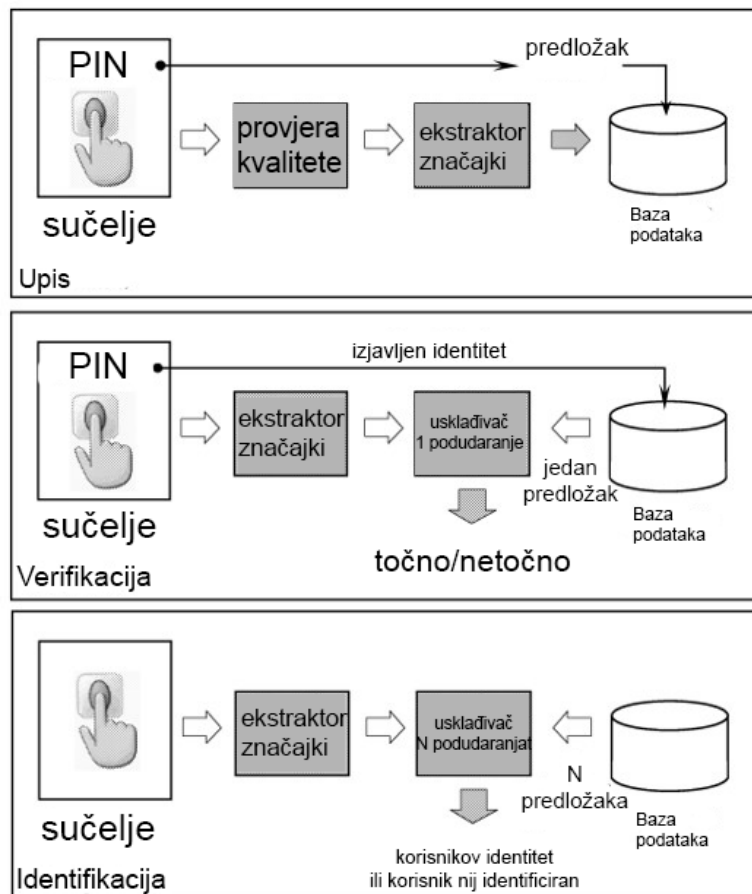 PIN
predložak
provjera
kvalitete
ekstraktor
značajki
sučelje
Baza
podataka
Upis
PIN
izjavljen identitet
ekstraktor
značajki
usklađivač
1 podudaranje
jedan
predložak
sučelje
Baza
podataka
točno/netočno
Verifikacija
ekstraktor
značajki
usklađivač
N podudaranjat
N
predložaka
sučelje
Baza
podataka
korisnikov identitet
ili korisnik nij identificiran
Identifikacija